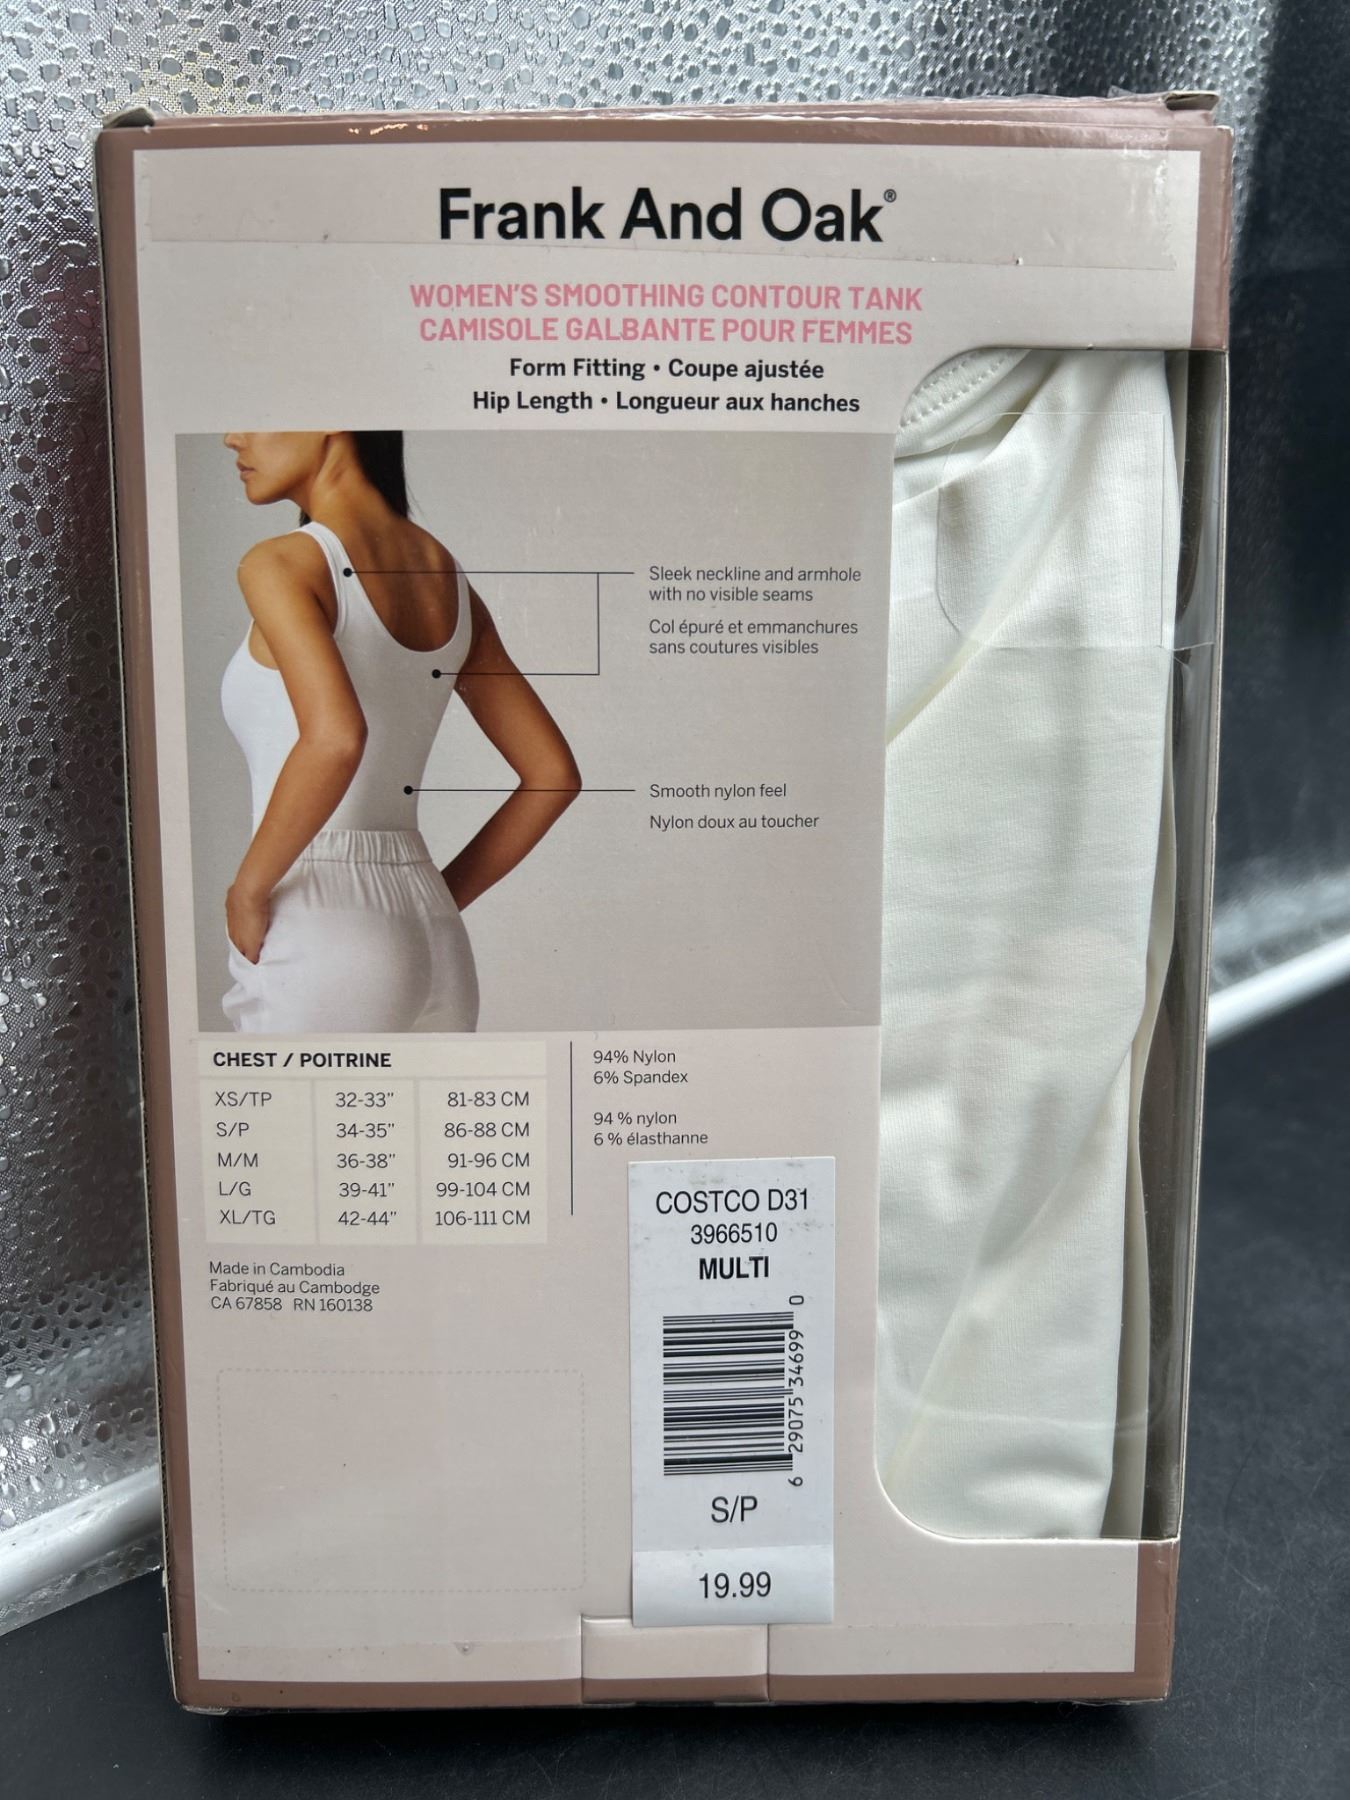 Frank And Oak®
WOMEN'S SMOOTHING CONTOUR TANK
CAMISOLE GALBANTE POUR FEMMES
Form Fitting • Coupe ajustée
Hip Length • Longueur aux hanches
Sleek neckline and armhole
with no visible seams
Col épuré et emmanchures
sans coutures visibles
Smooth nylon feel
Nylon doux au toucher
CHEST / POITRINE
XS/TP 32-33” 81-83 CM
S/P 34-35” 86-88 CM
M/M 36-38” 91-96 CM
L/G 39-41” 99-104 CM
XL/TG 42-44” 106-111 CM
94% Nylon
6% Spandex
94 % nylon
6 % élasthanne
Made in Cambodia
Fabriqué au Cambodge
CA 67858 RN 160138
COSTCO D31
3966510
MULTI
6 29075 34699 0
S/P
19.99